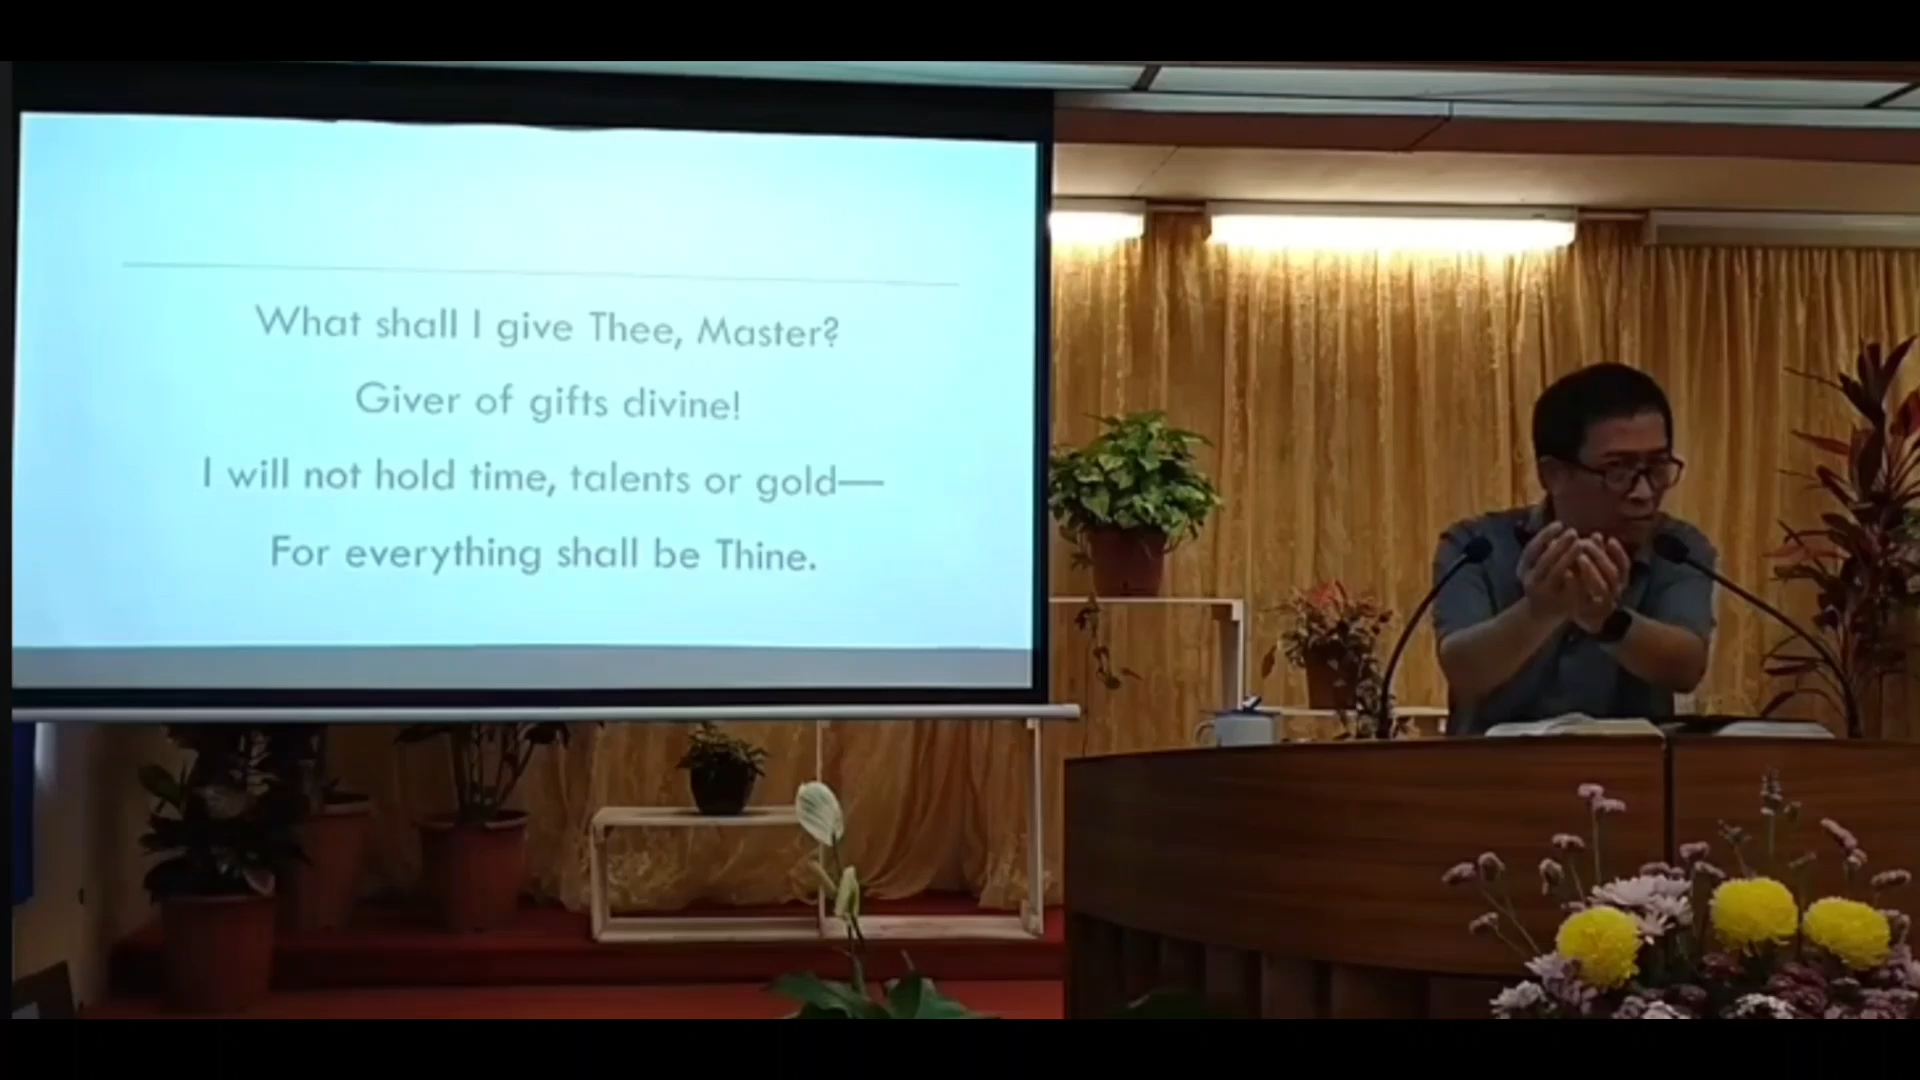 What shall I give Thee, Master?
Giver of gifts divine!
I will not hold time, talents or gold—
For everything shall be Thine.